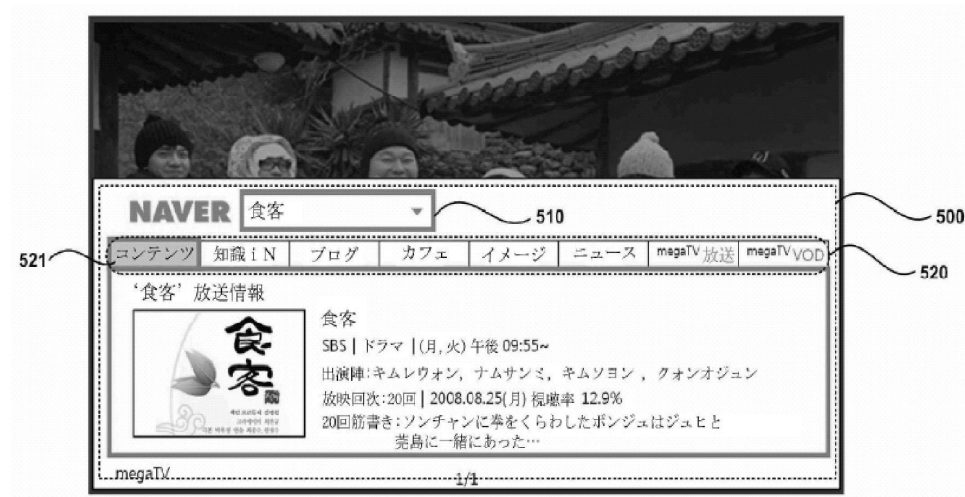 NAVER 食客
510
500
521
コンテンツ 知識iN ブログ カフェ イメージ ニュース megaTV放送 megaTVVOD
520
'食客' 放送情報
食客
食客
SBS | ドラマ | (月, 火) 午後 09:55~
出演陣:キムレウォン, ナムサンミ, キムソヨン , クォンオジュン
放映回次:20回 | 2008.08.25(月) 視聴率 12.9%
20回筋書き:ソンチャンに拳をくらわしたボンジュはジュヒと
莞島に一緒にあった…
megaTV
1/1